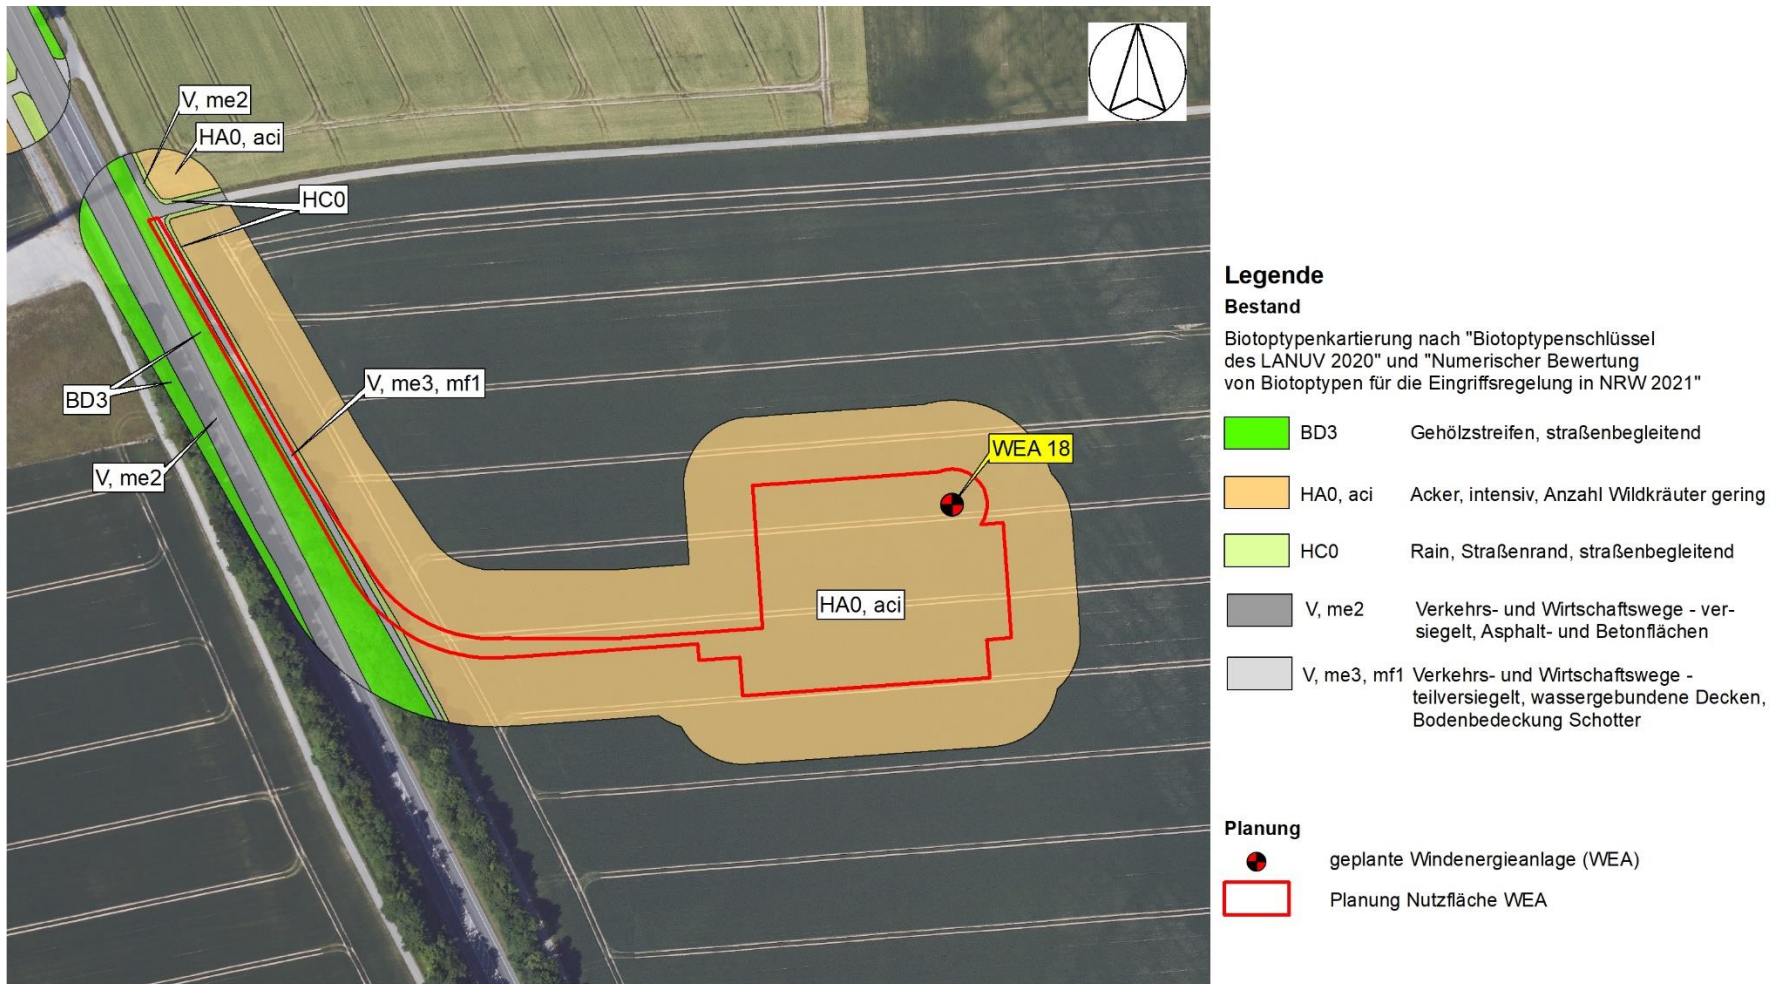 V, me2
HA0, aci
HC0
BD3
V, me3, mf1
V, me2
WEA 18
HA0, aci
Legende
Bestand
Biotoptypenkartierung nach "Biotoptypenschlüssel
des LANUV 2020" und "Numerischer Bewertung
von Biotoptypen für die Eingriffsregelung in NRW 2021"
BD3 Gehölzstreifen, straßenbegleitend
HA0, aci Acker, intensiv, Anzahl Wildkräuter gering
HC0 Rain, Straßenrand, straßenbegleitend
V, me2 Verkehrs- und Wirtschaftswege - ver-
siegelt, Asphalt- und Betonflächen
V, me3, mf1 Verkehrs- und Wirtschaftswege -
teilversiegelt, wassergebundene Decken,
Bodenbedeckung Schotter
Planung
geplante Windenergieanlage (WEA)
Planung Nutzfläche WEA